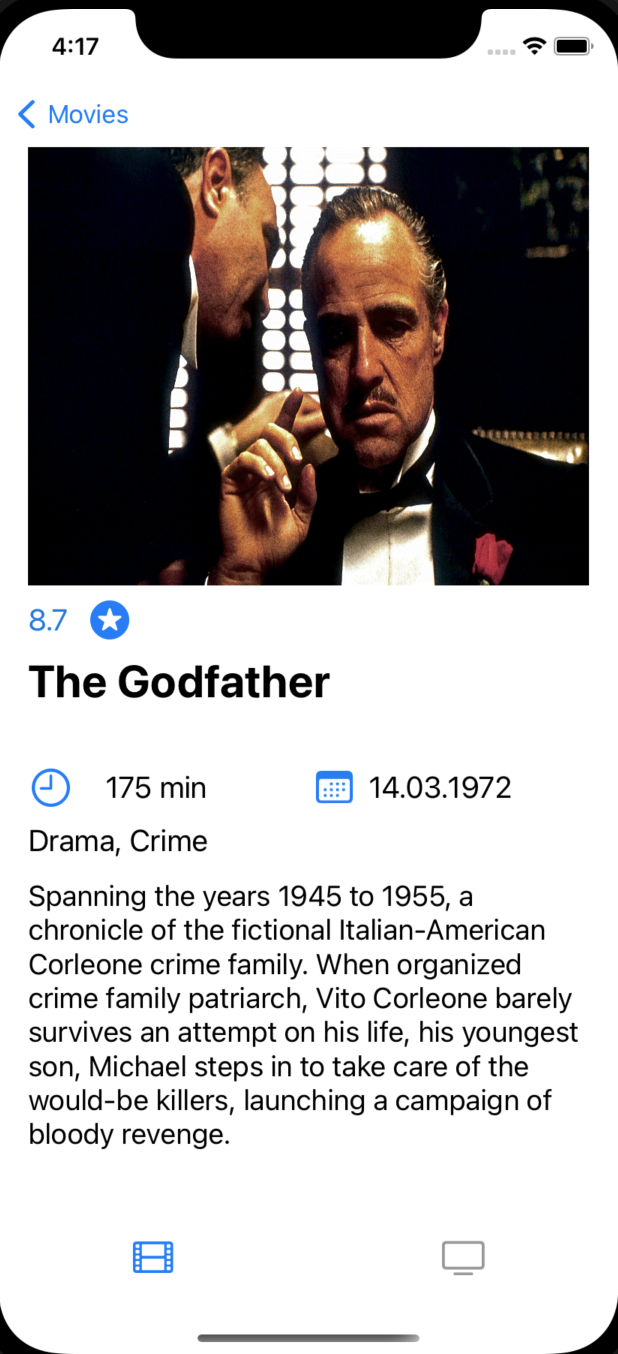 4:17
Movies
8.7
The Godfather
175 min
14.03.1972
Drama, Crime
Spanning the years 1945 to 1955, a
chronicle of the fictional Italian-American
Corleone crime family. When organized
crime family patriarch, Vito Corleone barely
survives an attempt on his life, his youngest
son, Michael steps in to take care of the
would-be killers, launching a campaign of
bloody revenge.